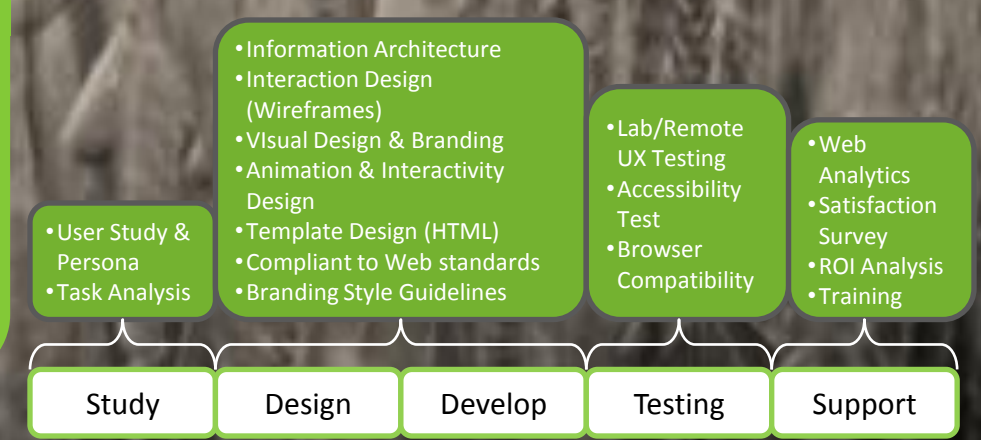 •User Study &
Persona
•Task Analysis
•Information Architecture
•Interaction Design
(Wireframes)
•VIsual Design & Branding
•Animation & Interactivity
Design
•Template Design (HTML)
•Compliant to Web standards
•Branding Style Guidelines
•Lab/Remote
UX Testing
•Accessibility
Test
•Browser
Compatibility
•Web
Analytics
•Satisfaction
Survey
•ROI Analysis
•Training
Study
Design
Develop
Testing
Support